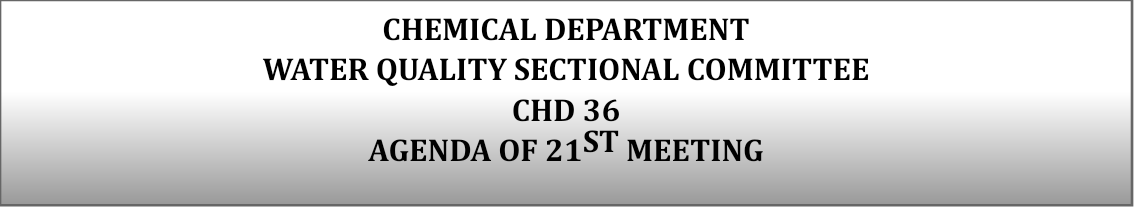 CHEMICAL DEPARTMENT
WATER QUALITY SECTIONAL COMMITTEE
CHD 36
AGENDA OF 21ST MEETING